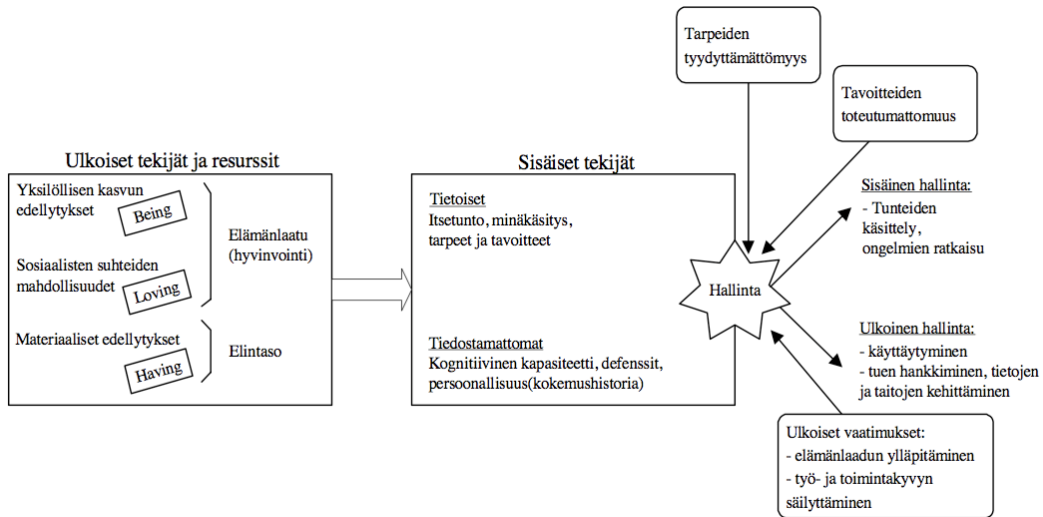 Tarpeiden
tyydyttämättömyys
Tavoitteiden
toteutumattomuus
Ulkoiset tekijät ja resurssit
Yksilöllisen kasvun
edellytykset
Being
Elämänlaatu
(hyvinvointi)
Sosiaalisten suhteiden
mahdollisuudet
Loving
Materiaaliset edellytykset
Having
Elintaso
Sisäiset tekijät
Tietoiset
Itsetunto, minäkäsitys,
tarpeet ja tavoitteet
Tiedostamattomat
Kognitiivinen kapasiteetti, defenssit,
persoonallisuus(kokemushistoria)
Hallinta
Sisäinen hallinta:
- Tunteiden
käsittely,
ongelmien ratkaisu
Ulkoinen hallinta:
- käyttäytyminen
- tuen hankkiminen, tietojen
ja taitojen kehittäminen
Ulkoiset vaatimukset:
- elämänlaadun ylläpitäminen
- työ- ja toimintakyvyn
säilyttäminen